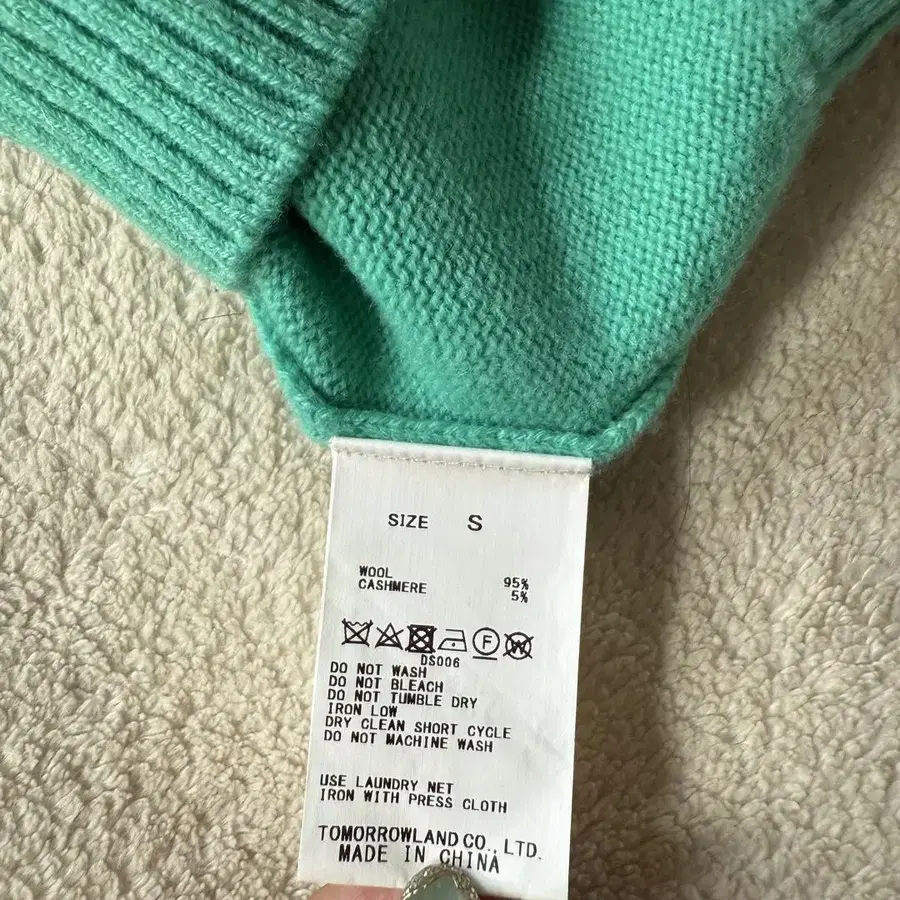 SIZE S
WOOL 95%
CASHMERE 5%
F W
DS006
DO NOT WASH
DO NOT BLEACH
DO NOT TUMBLE DRY
IRON LOW
DRY CLEAN SHORT CYCLE
DO NOT MACHINE WASH
USE LAUNDRY NET
IRON WITH PRESS CLOTH
TOMORROWLAND CO., LTD.
MADE IN CHINA